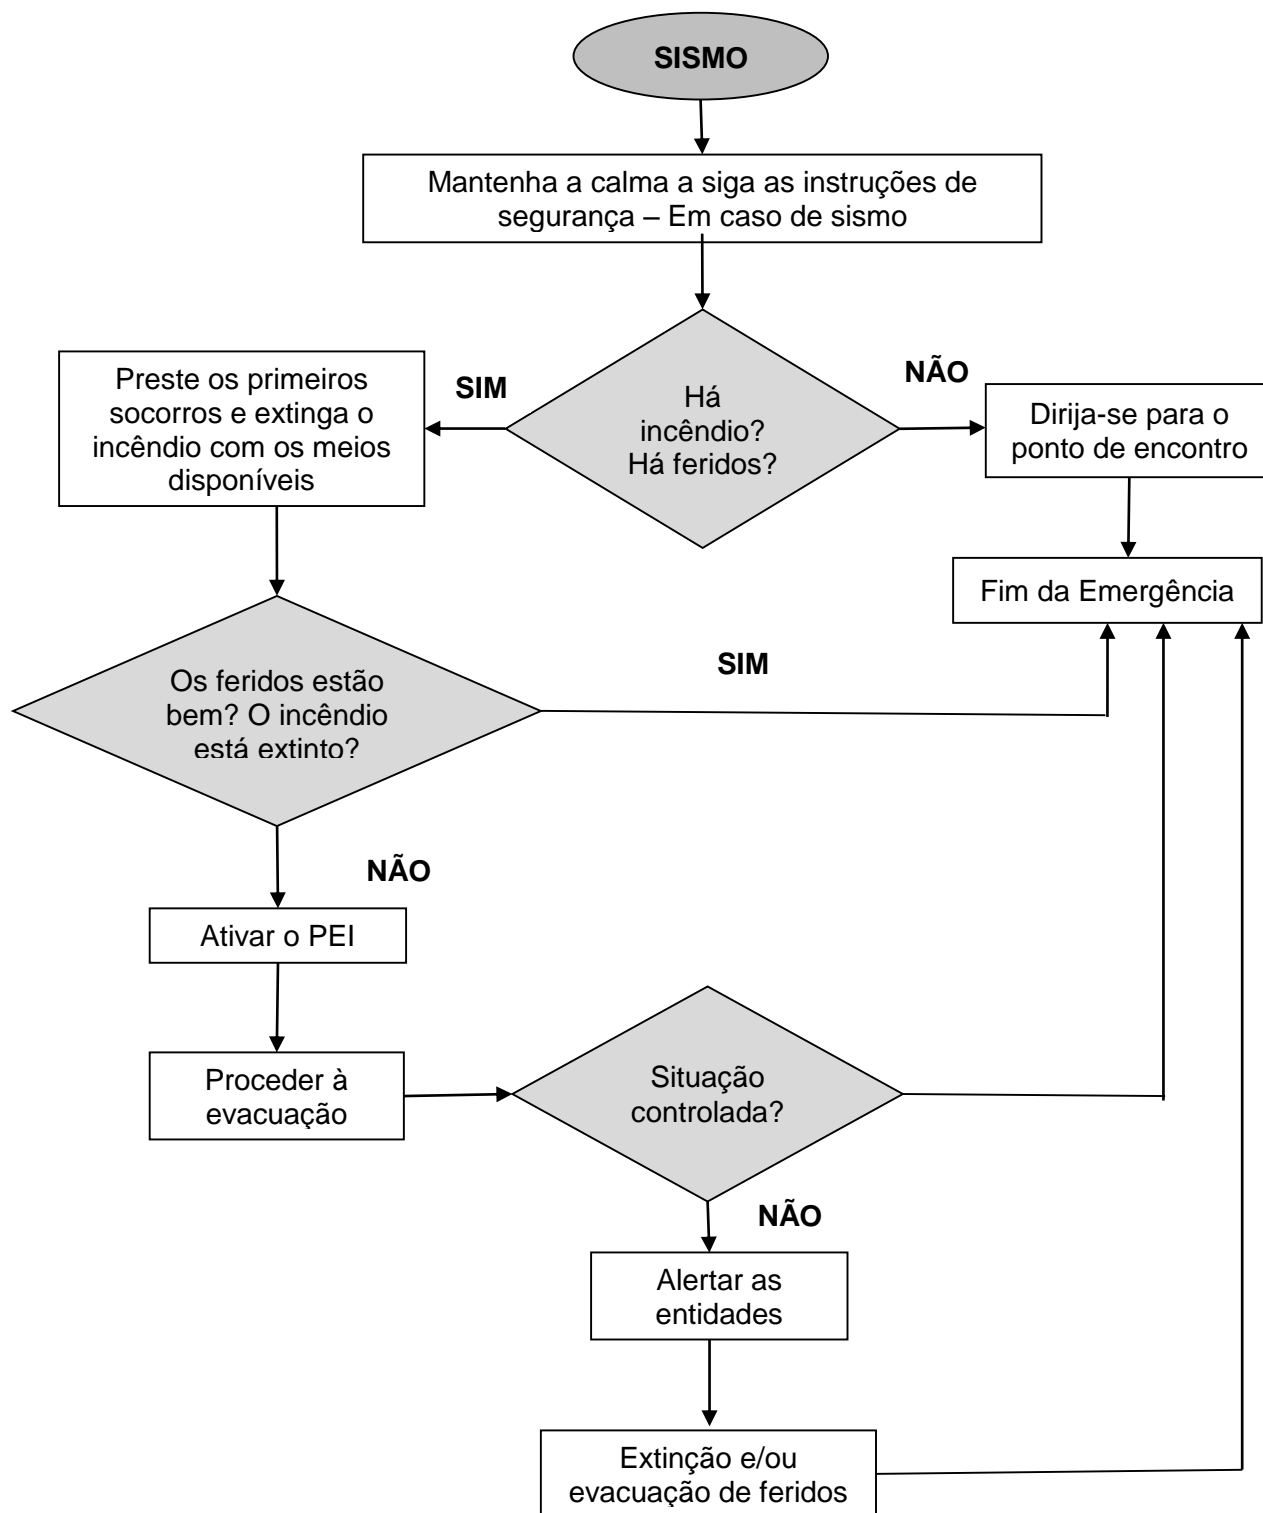 SISMO
Mantenha a calma a siga as instruções de
segurança – Em caso de sismo
Há
incêndio?
Há feridos?
SIM
NÃO
Preste os primeiros
socorros e extinga o
incêndio com os meios
disponíveis
Dirija-se para o
ponto de encontro
Fim da Emergência
Os feridos estão
bem? O incêndio
está extinto?
SIM
NÃO
Ativar o PEI
Proceder à
evacuação
Situação
controlada?
NÃO
Alertar as
entidades
Extinção e/ou
evacuação de feridos